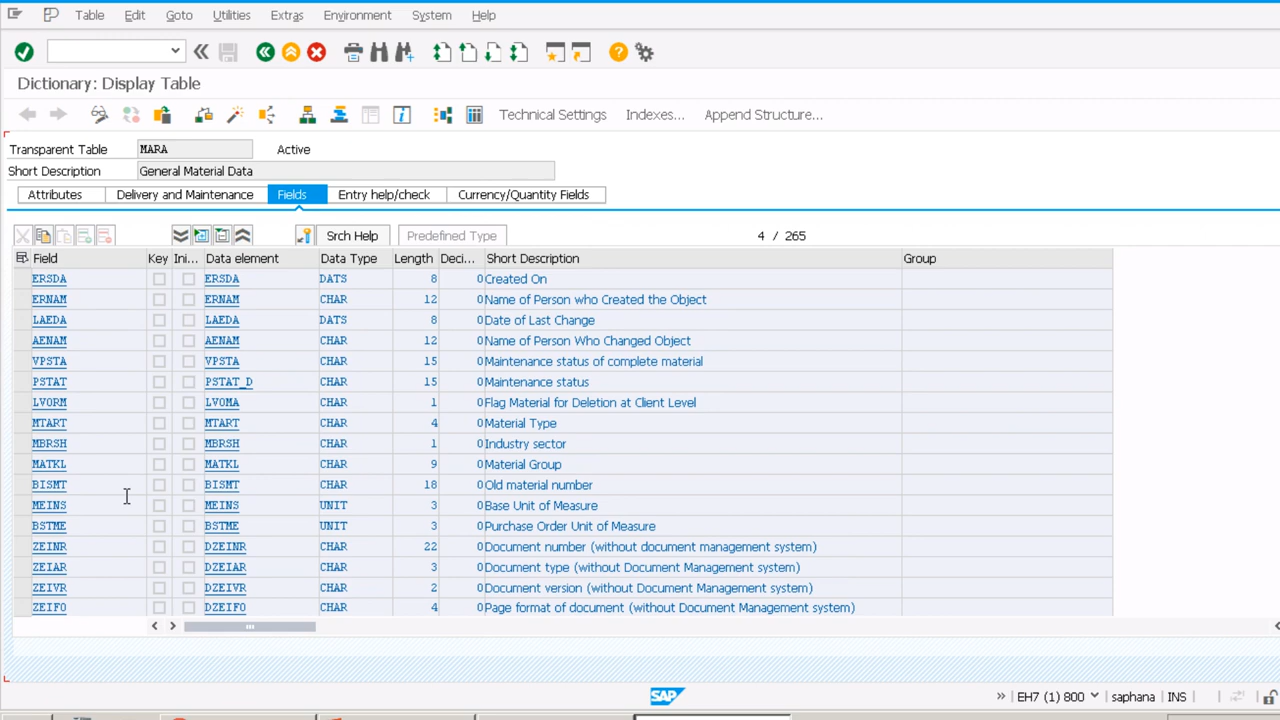 Table Edit Goto Utilities Extras Environment System Help
Dictionary: Display Table
Technical Settings Indexes... Append Structure...
Transparent Table MARA Active
Short Description General Material Data
Attributes Delivery and Maintenance Fields Entry help/check Currency/Quantity Fields
Srch Help Predefined Type 4 / 265
Field Key Ini... Data element Data Type Length Deci... Short Description Group
ERSDA ERSDA DATS 8 0 Created On
ERNAM ERNAM CHAR 12 0 Name of Person who Created the Object
LAEDA LAEDA DATS 8 0 Date of Last Change
AENAM AENAM CHAR 12 0 Name of Person Who Changed Object
VPSTA VPSTA CHAR 15 0 Maintenance status of complete material
PSTAT PSTAT_D CHAR 15 0 Maintenance status
LVORM LVOMA CHAR 1 0 Flag Material for Deletion at Client Level
MTART MTART CHAR 4 0 Material Type
MBRSH MBRSH CHAR 1 0 Industry sector
MATKL MATKL CHAR 9 0 Material Group
BISMT BISMT CHAR 18 0 Old material number
MEINS MEINS UNIT 3 0 Base Unit of Measure
BSTME BSTME UNIT 3 0 Purchase Order Unit of Measure
ZEINR DZEINR CHAR 22 0 Document number (without document management system)
ZEIAR DZEIAR CHAR 3 0 Document type (without Document Management system)
ZEIVR DZEIVR CHAR 2 0 Document version (without Document Management system)
ZEIFO DZEIFO CHAR 4 0 Page format of document (without Document Management system)
SAP EH7 (1) 800 saphana INS